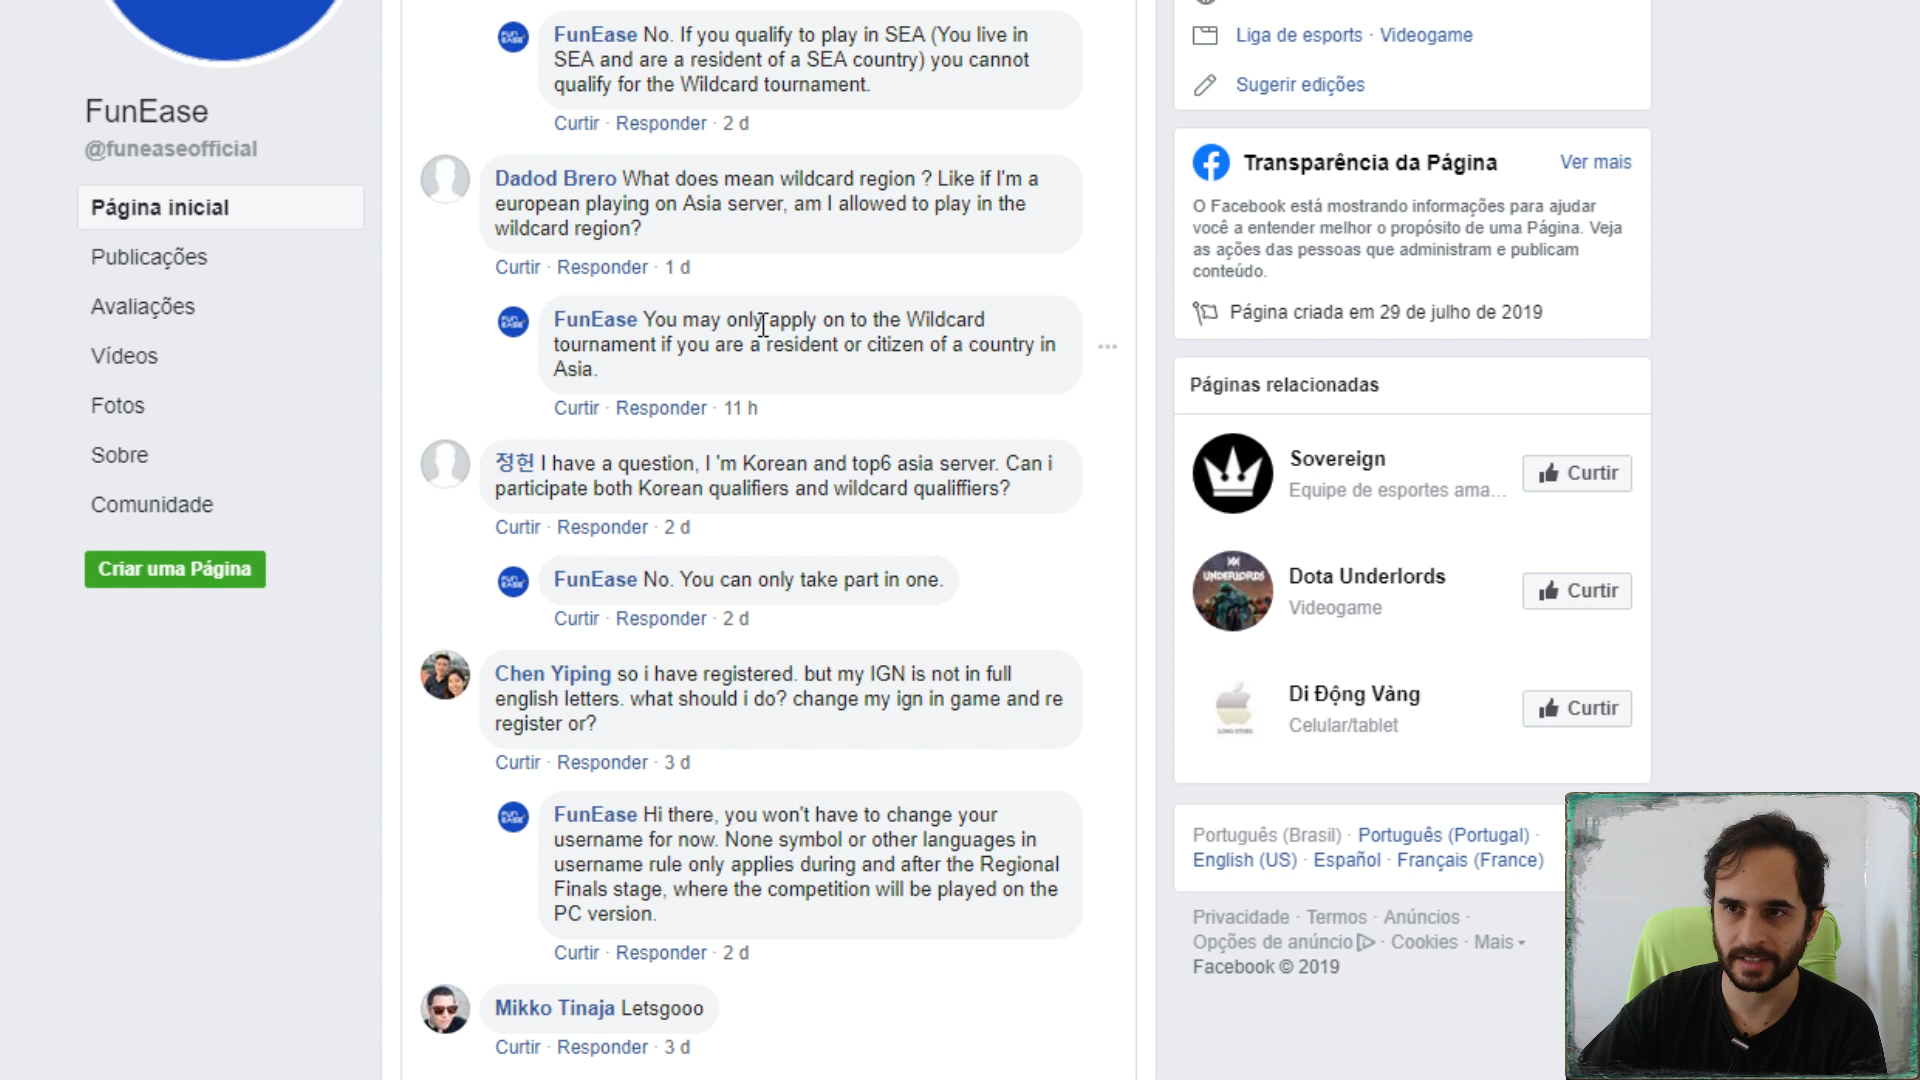 FunEase
@funeaseofficial
Página inicial
Publicações
Avaliações
Vídeos
Fotos
Sobre
Comunidade
Criar uma Página
FunEase No. If you qualify to play in SEA (You live in
SEA and are a resident of a SEA country) you cannot
qualify for the Wildcard tournament.
Curtir · Responder · 2 d
Dadod Brero What does mean wildcard region ? Like if I'm a
european playing on Asia server, am I allowed to play in the
wildcard region?
Curtir · Responder · 1 d
FunEase You may only apply on to the Wildcard
tournament if you are a resident or citizen of a country in
Asia.
Curtir · Responder · 11 h
정헌 I have a question, I 'm Korean and top6 asia server. Can i
participate both Korean qualifiers and wildcard qualiffiers?
Curtir · Responder · 2 d
FunEase No. You can only take part in one.
Curtir · Responder · 2 d
Chen Yiping so i have registered. but my IGN is not in full
english letters. what should i do? change my ign in game and re
register or?
Curtir · Responder · 3 d
FunEase Hi there, you won't have to change your
username for now. None symbol or other languages in
username rule only applies during and after the Regional
Finals stage, where the competition will be played on the
PC version.
Curtir · Responder · 2 d
Mikko Tinaja Letsgooo
Curtir · Responder · 3 d
Liga de esports · Videogame
Sugerir edições
Transparência da Página
Ver mais
O Facebook está mostrando informações para ajudar
você a entender melhor o propósito de uma Página. Veja
as ações das pessoas que administram e publicam
conteúdo.
Página criada em 29 de julho de 2019
Páginas relacionadas
Sovereign
Equipe de esportes ama...
Curtir
UNDERLORDS
Dota Underlords
Videogame
Curtir
Di Động Vàng
Celular/tablet
Curtir
Português (Brasil) · Português (Portugal) ·
English (US) · Español · Français (France)
Privacidade · Termos · Anúncios ·
Opções de anúncio · Cookies · Mais
Facebook © 2019